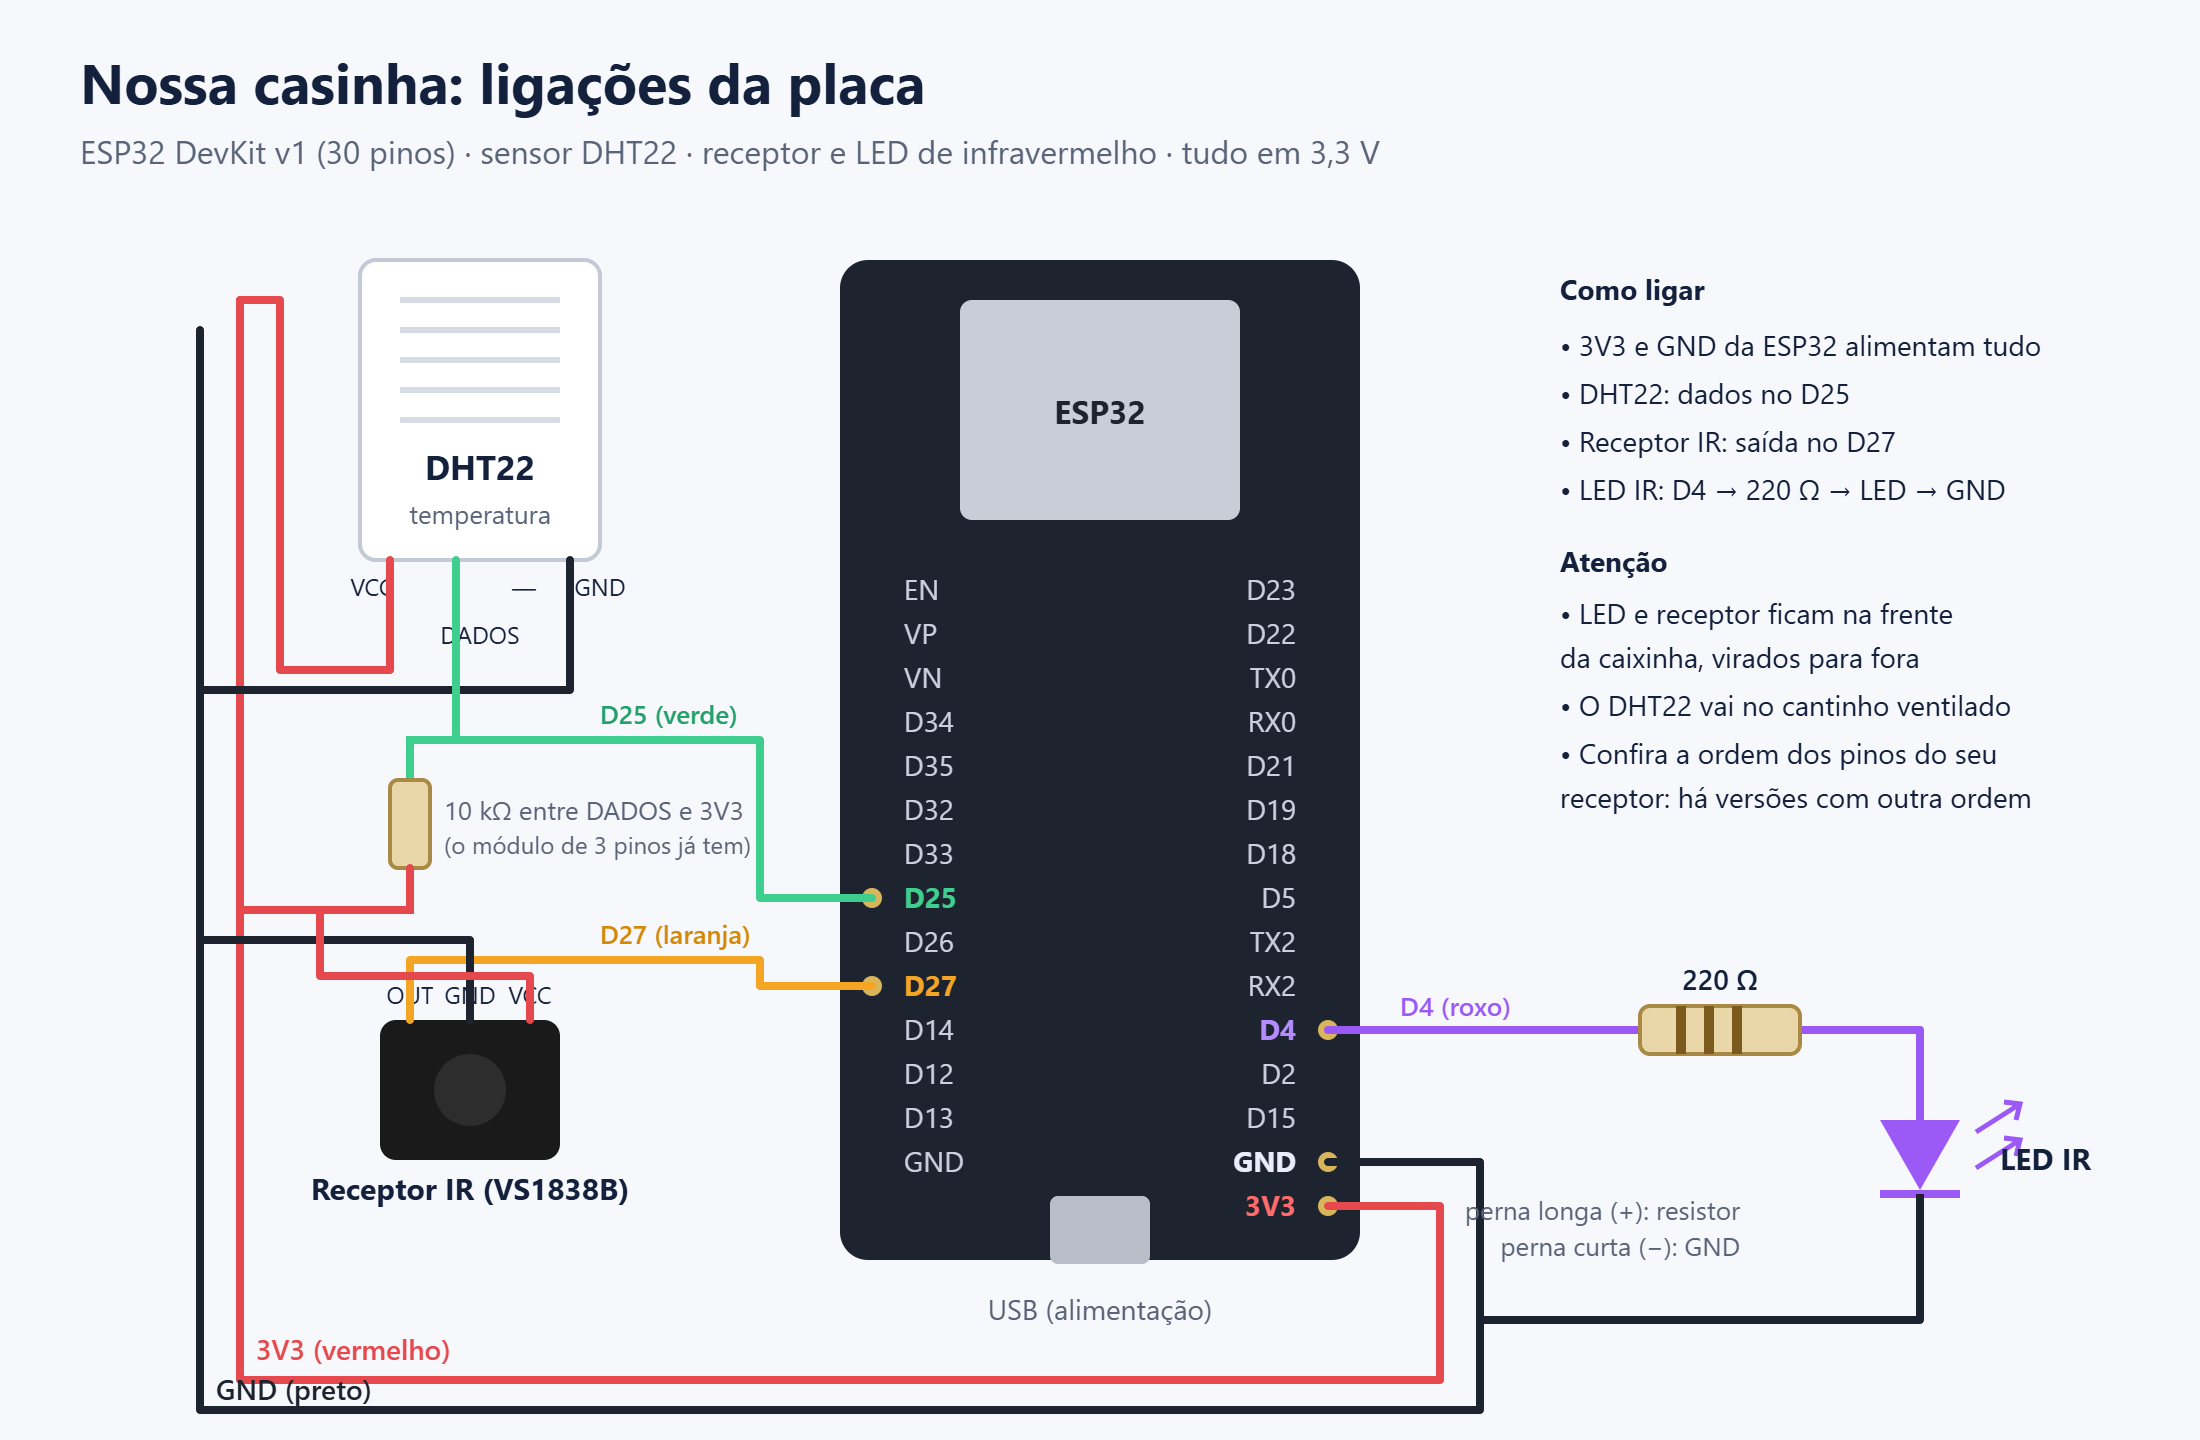 Nossa casinha: ligações da placa
ESP32 DevKit v1 (30 pinos) · sensor DHT22 · receptor e LED de infravermelho · tudo em 3,3 V
DHT22
temperatura
VCC
—
GND
DADOS
D25 (verde)
10 kΩ entre DADOS e 3V3
(o módulo de 3 pinos já tem)
D27 (laranja)
OUT GND VCC
Receptor IR (VS1838B)
3V3 (vermelho)
GND (preto)
ESP32
EN
VP
VN
D34
D35
D32
D33
D25
D26
D27
D14
D12
D13
GND
D23
D22
TX0
RX0
D21
D19
D18
D5
TX2
RX2
D4
D2
D15
GND
3V3
USB (alimentação)
Como ligar
• 3V3 e GND da ESP32 alimentam tudo
• DHT22: dados no D25
• Receptor IR: saída no D27
• LED IR: D4 → 220 Ω → LED → GND
Atenção
• LED e receptor ficam na frente
da caixinha, virados para fora
• O DHT22 vai no cantinho ventilado
• Confira a ordem dos pinos do seu
receptor: há versões com outra ordem
220 Ω
D4 (roxo)
LED IR
perna longa (+): resistor
perna curta (−): GND